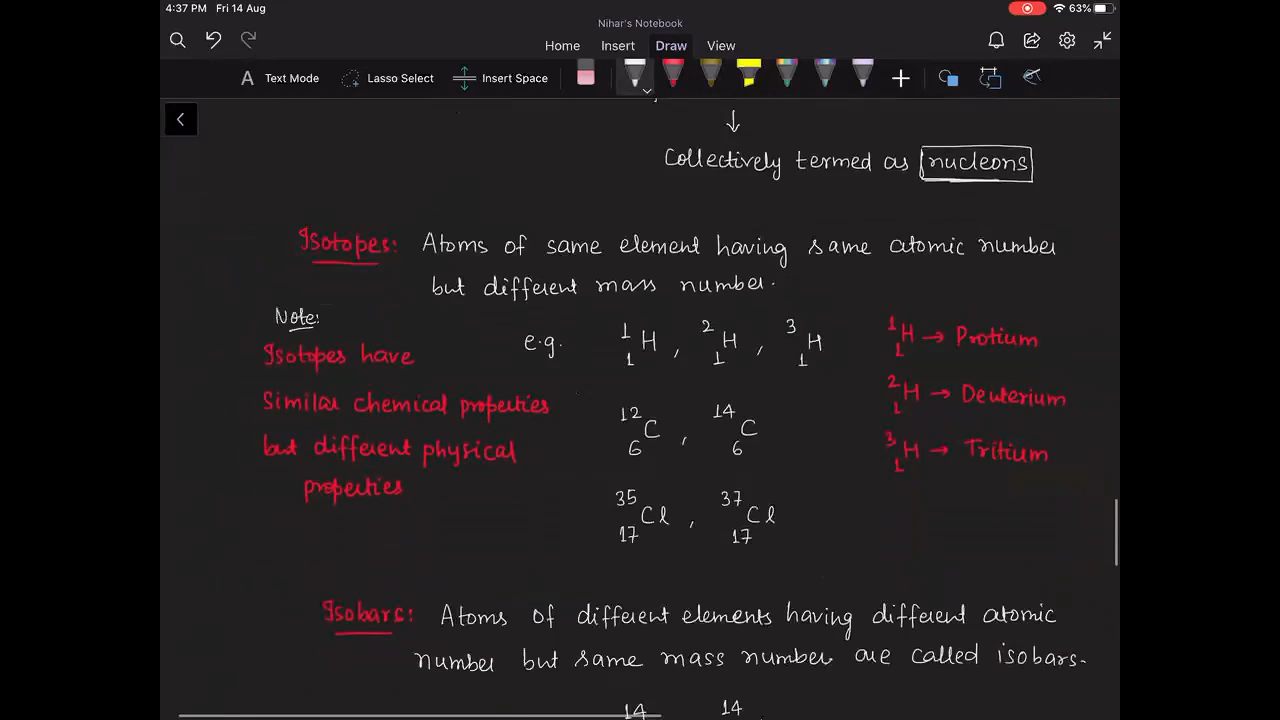 4:37 PM Fri 14 Aug
63%
Nihar's Notebook
Home Insert Draw View
Text Mode Lasso Select Insert Space
Collectively termed as nucleons
Isotopes: Atoms of same element having same atomic number
but different mass number.
Note:
Isotopes have
Similar chemical properties
but different physical
properties
e.g. ¹₁H, ²₁H, ³₁H
¹²₆C, ¹⁴₆C
³⁵₁₇Cl, ³⁷₁₇Cl
¹₁H → Protium
²₁H → Deuterium
³₁H → Tritium
Isobars: Atoms of different elements having different atomic
number but same mass number are called isobars.
14 14